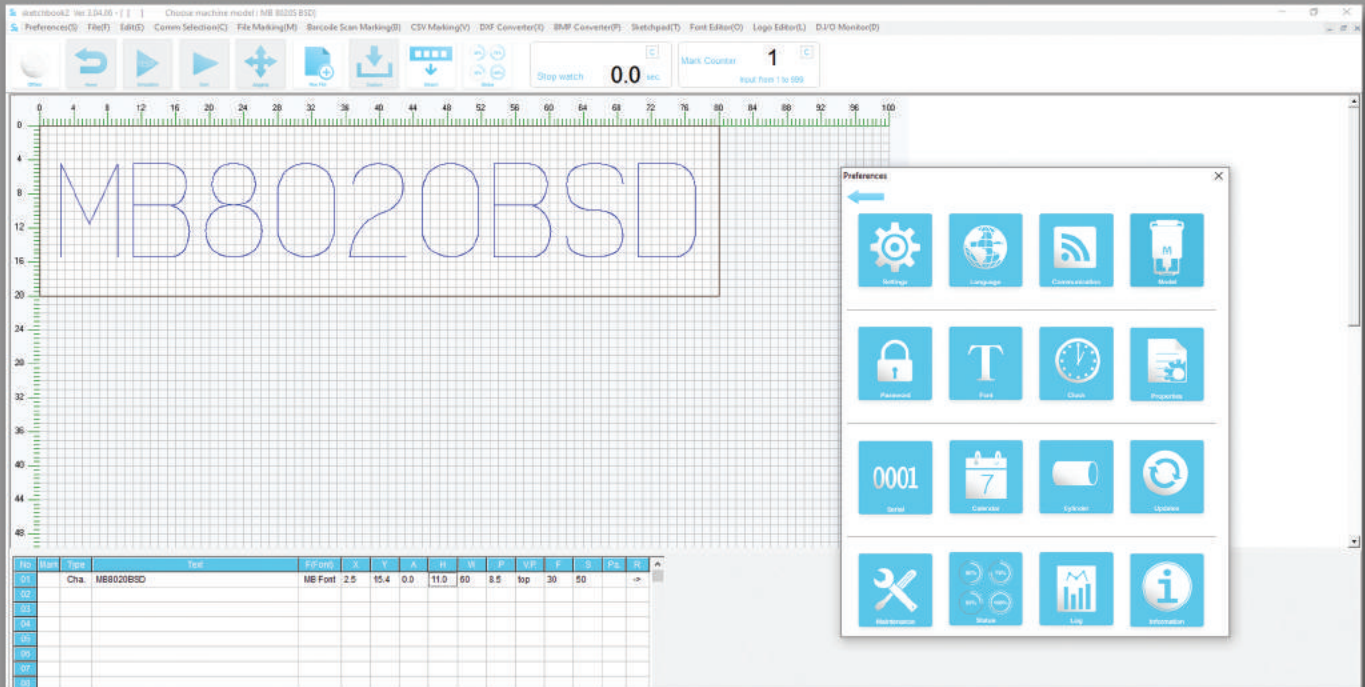 sketchbook2 Ver 3.04.06 - [ ] Choose machine model : MB 8020S BSD]
Preferences(S) File(F) Edit(E) Comm Selection(C) File Marking(M) Barcode Scan Marking(B) CSV Marking(V) DXF Converter(X) BMF Converter(P) Sketchpad(T) Font Editor(O) Logo Editor(L) D.I/O Monitor(D)
Stop watch C 0.0 sec.
Mark Counter 1 C
Input from 1 to 999
0 4 8 12 16 20 24 28 32 36 40 44 48 52 56 60 64 68 72 76 80 84 88 92 96 100
0
4
8
12
16
20
24
28
32
36
40
44
48
MB8020BSD
Preferences
Settings Language Communication Model
M
Password Font Clock Properties
T
0001 7
Serial Calendar Cylinder Updates
Maintenance Status Log Information
No Mark Type Text F(Font) X Y A H W P V.P. F S Pa. R
01 Cha. MB8020BSD MB Font 2.5 15.4 0.0 11.0 60 8.5 top 30 50 ->
02
03
04
05
06
07
08